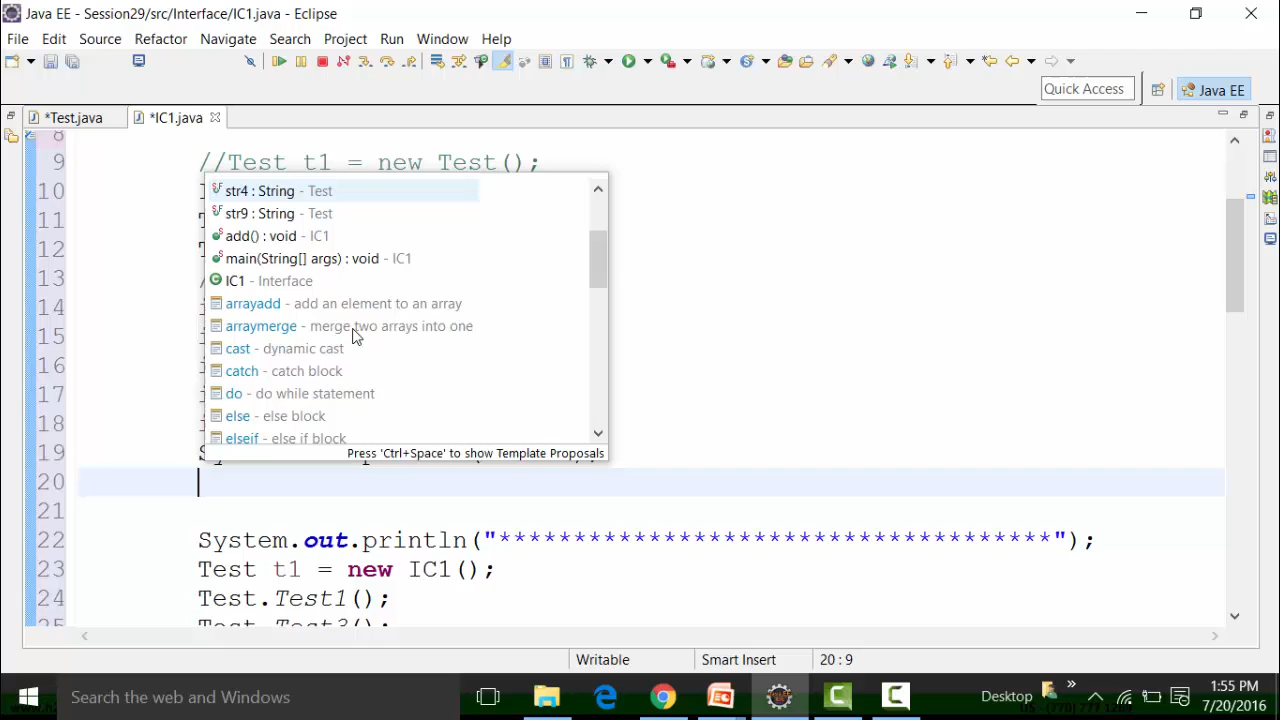 Java EE - Session29/src/Interface/IC1.java - Eclipse
File Edit Source Refactor Navigate Search Project Run Window Help
Quick Access
Java EE
*Test.java
*IC1.java
8
9 //Test t1 = new Test();
10
11
12
13
14
15
16
17
18
19
20
21
22 System.out.println("*************************************");
23 Test t1 = new IC1();
24 Test.Test1();
25 Test.Test3();
str4 : String - Test
str9 : String - Test
add() : void - IC1
main(String[] args) : void - IC1
IC1 - Interface
arrayadd - add an element to an array
arraymerge - merge two arrays into one
cast - dynamic cast
catch - catch block
do - do while statement
else - else block
elseif - else if block
Press 'Ctrl+Space' to show Template Proposals
Writable
Smart Insert
20 : 9
Search the web and Windows
Desktop
1:55 PM
7/20/2016